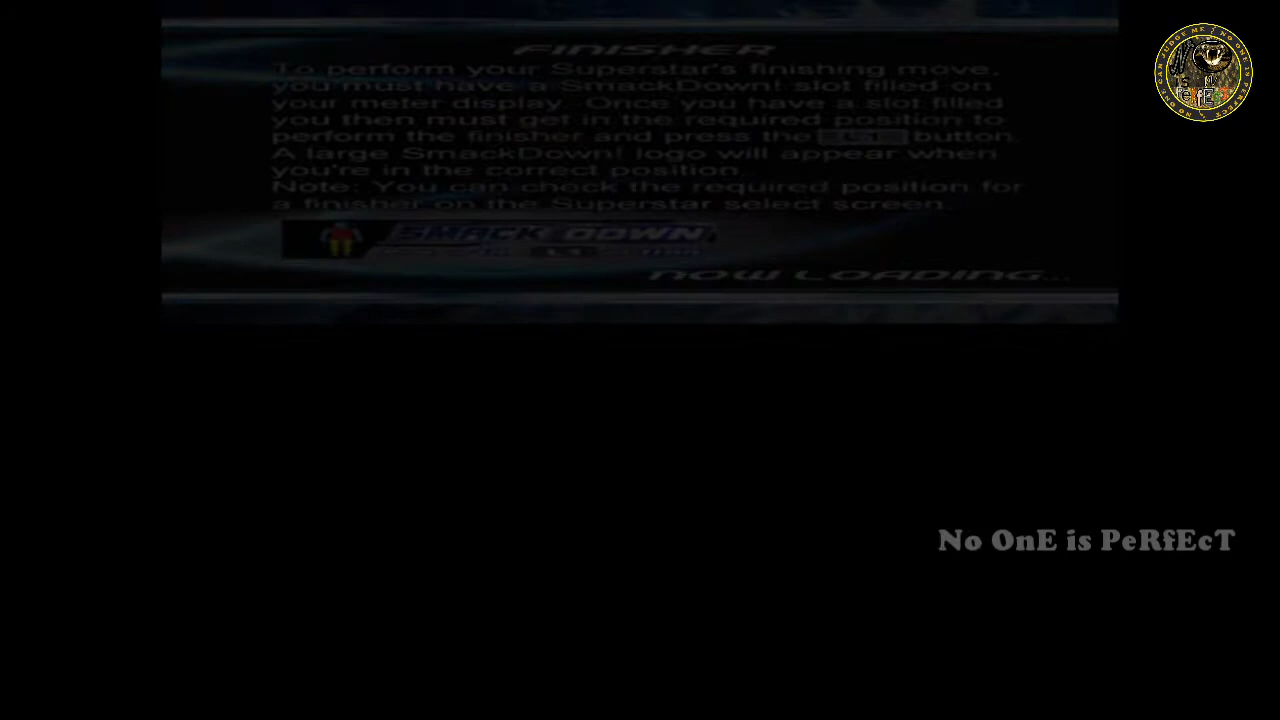 FINISHER
To perform your Superstar's finishing move,
you must have a SmackDown! slot filled on
your meter display. Once you have a slot filled
you then must get in the required position to
perform the finisher and press the button.
A large SmackDown! logo will appear when
you're in the correct position.
Note: You can check the required position for
a finisher on the Superstar select screen.
SMACK DOWN!
NOW LOADING...
No OnE is PeRfEcT